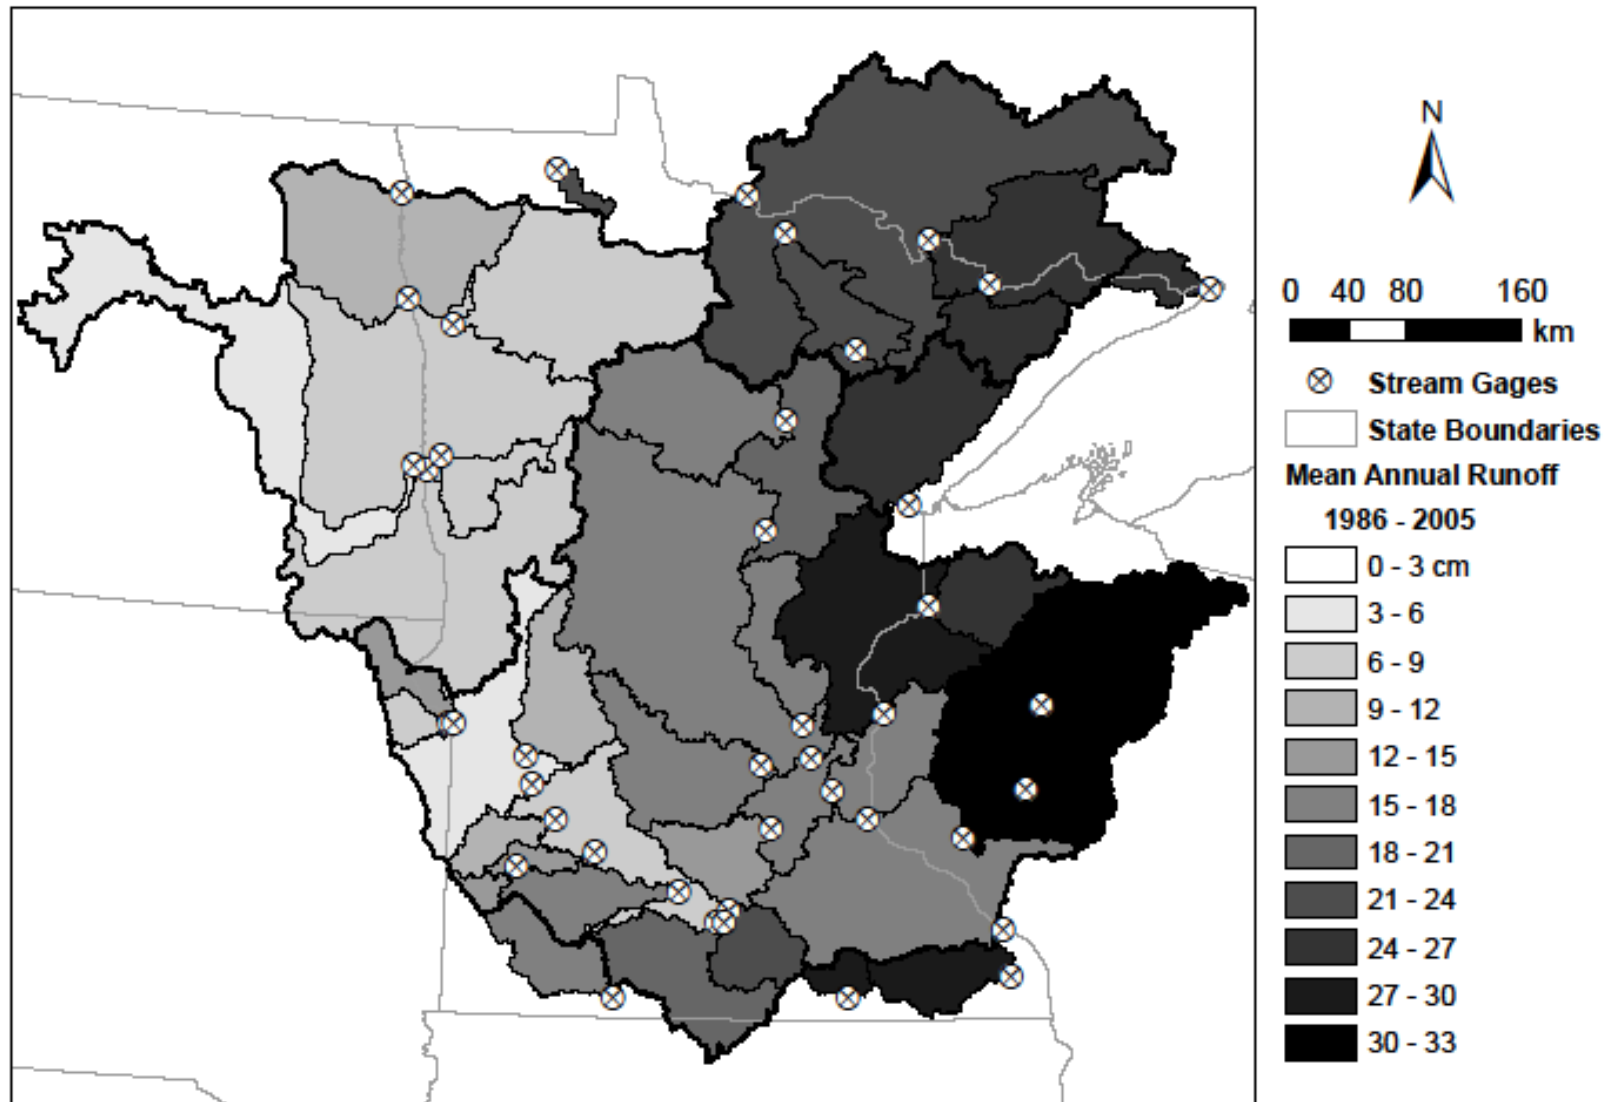 N
0 40 80 160
km
Stream Gages
State Boundaries
Mean Annual Runoff
1986 - 2005
0 - 3 cm
3 - 6
6 - 9
9 - 12
12 - 15
15 - 18
18 - 21
21 - 24
24 - 27
27 - 30
30 - 33